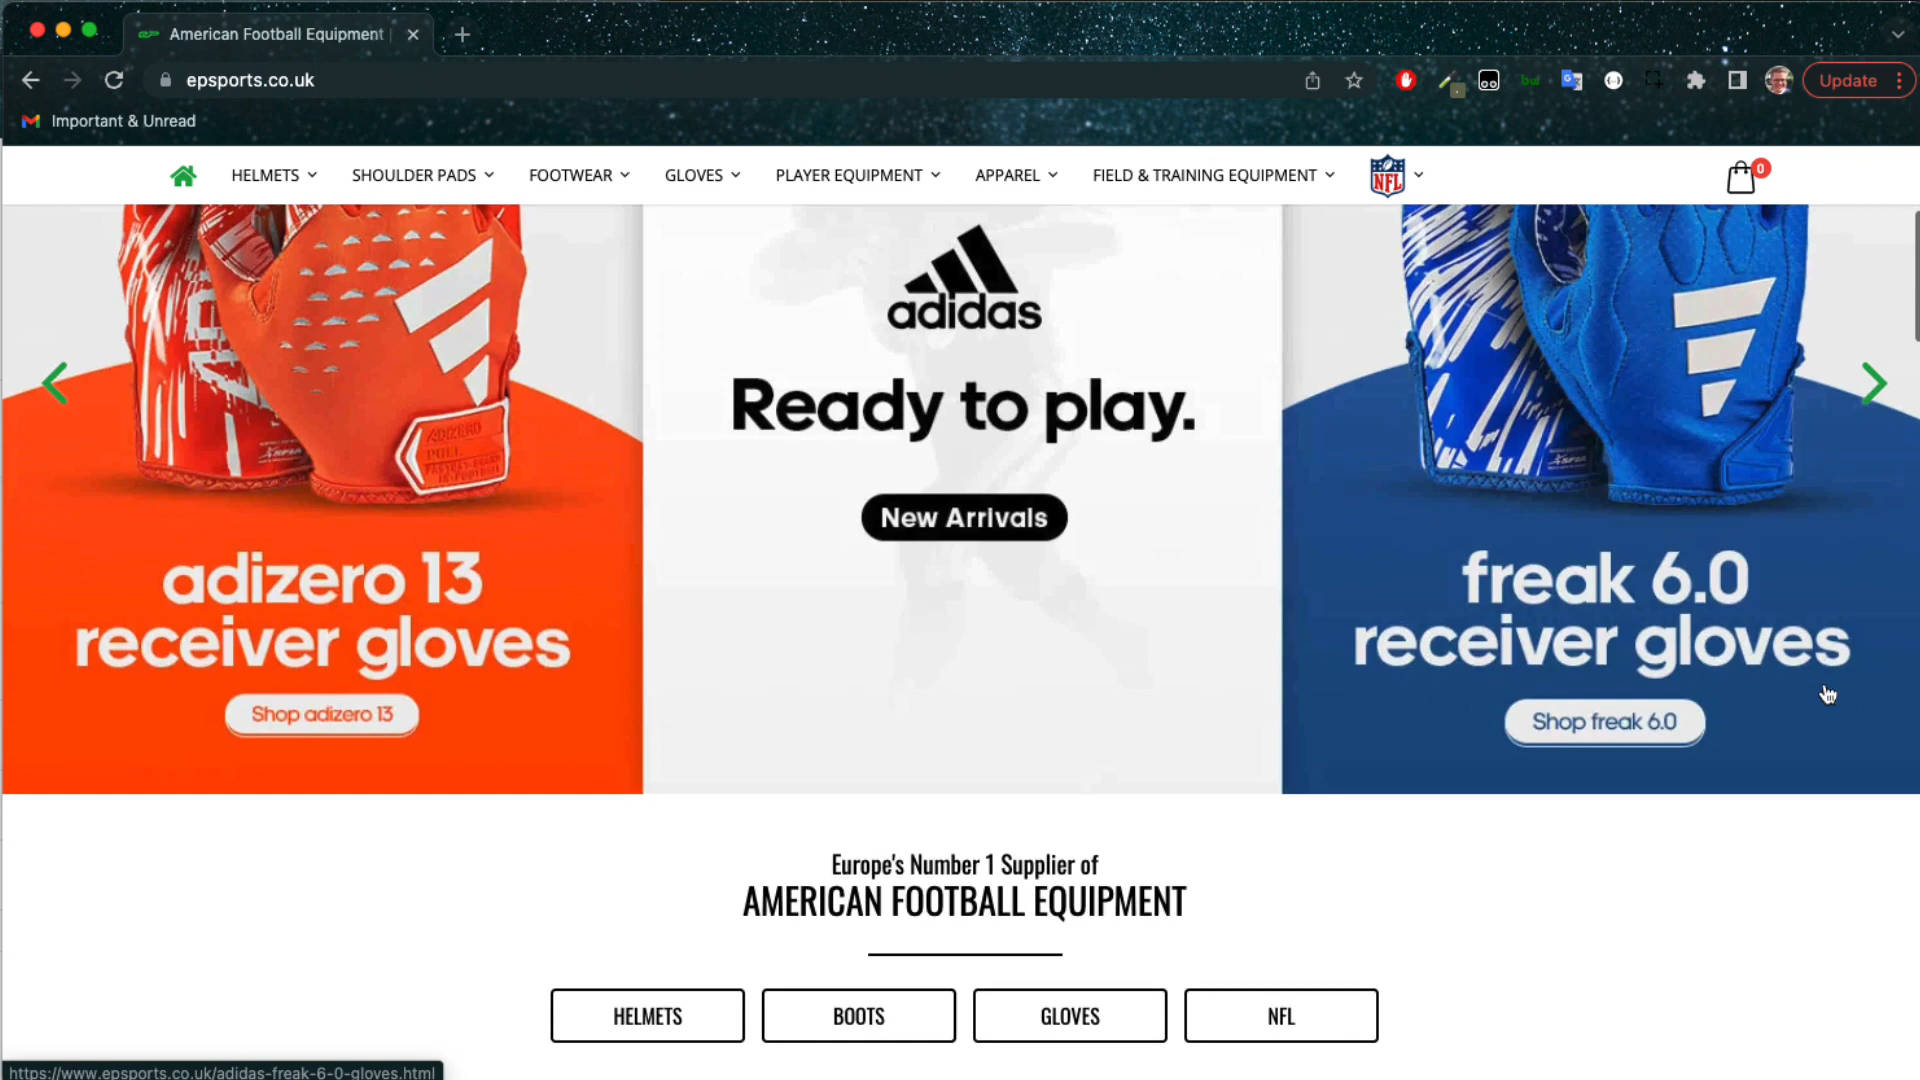 American Football Equipment |
epsports.co.uk
Update
Important & Unread
HELMETS
SHOULDER PADS
FOOTWEAR
GLOVES
PLAYER EQUIPMENT
APPAREL
FIELD & TRAINING EQUIPMENT
NFL
0
adidas
Ready to play.
New Arrivals
ADIZERO
adizero 13
receiver gloves
Shop adizero 13
freak 6.0
receiver gloves
Shop freak 6.0
Europe's Number 1 Supplier of
AMERICAN FOOTBALL EQUIPMENT
HELMETS
BOOTS
GLOVES
NFL
https://www.epsports.co.uk/adidas-freak-6-0-gloves.html